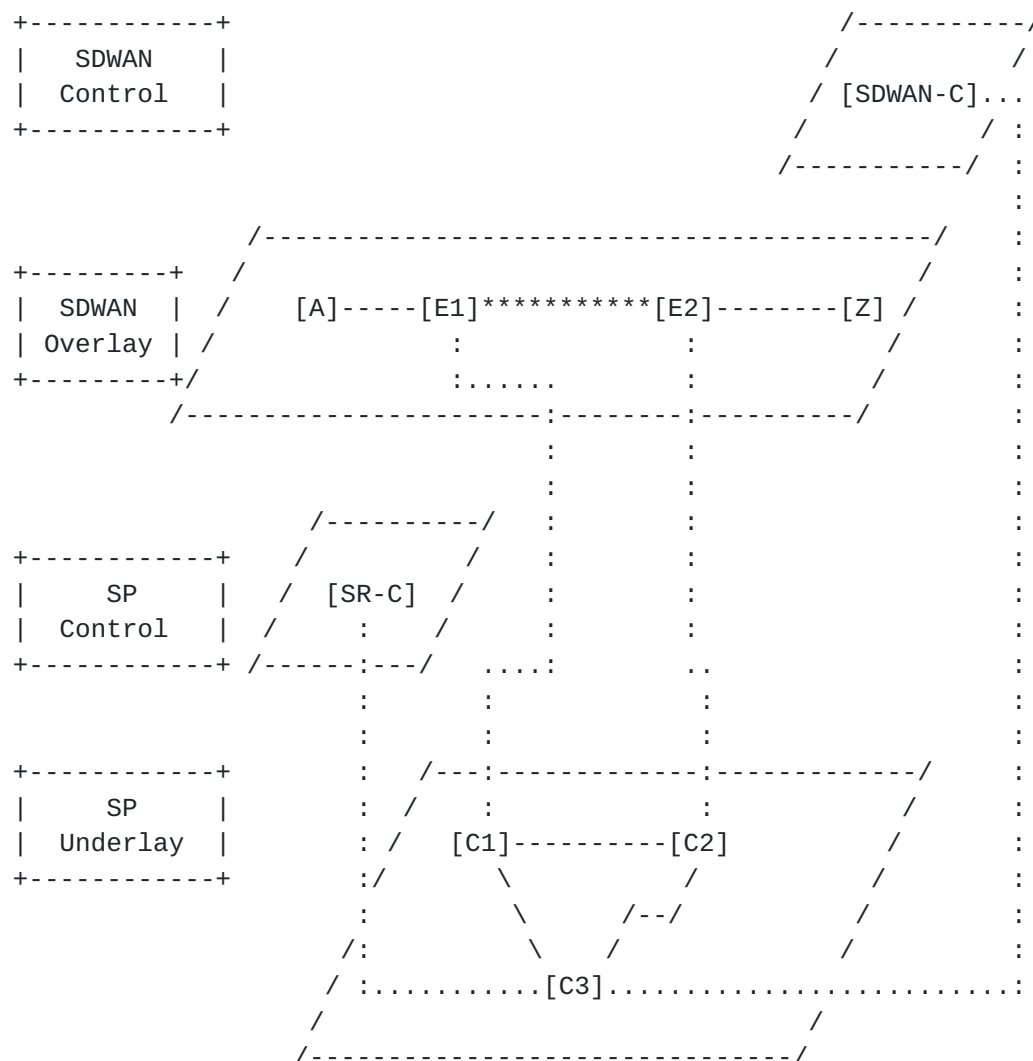 SDWAN
Control
[SDWAN-C]
SDWAN
Overlay
[A]-----[E1]***********[E2]--------[Z]
SP
Control
[SR-C]
SP
Underlay
[C1]----------[C2]
[C3]